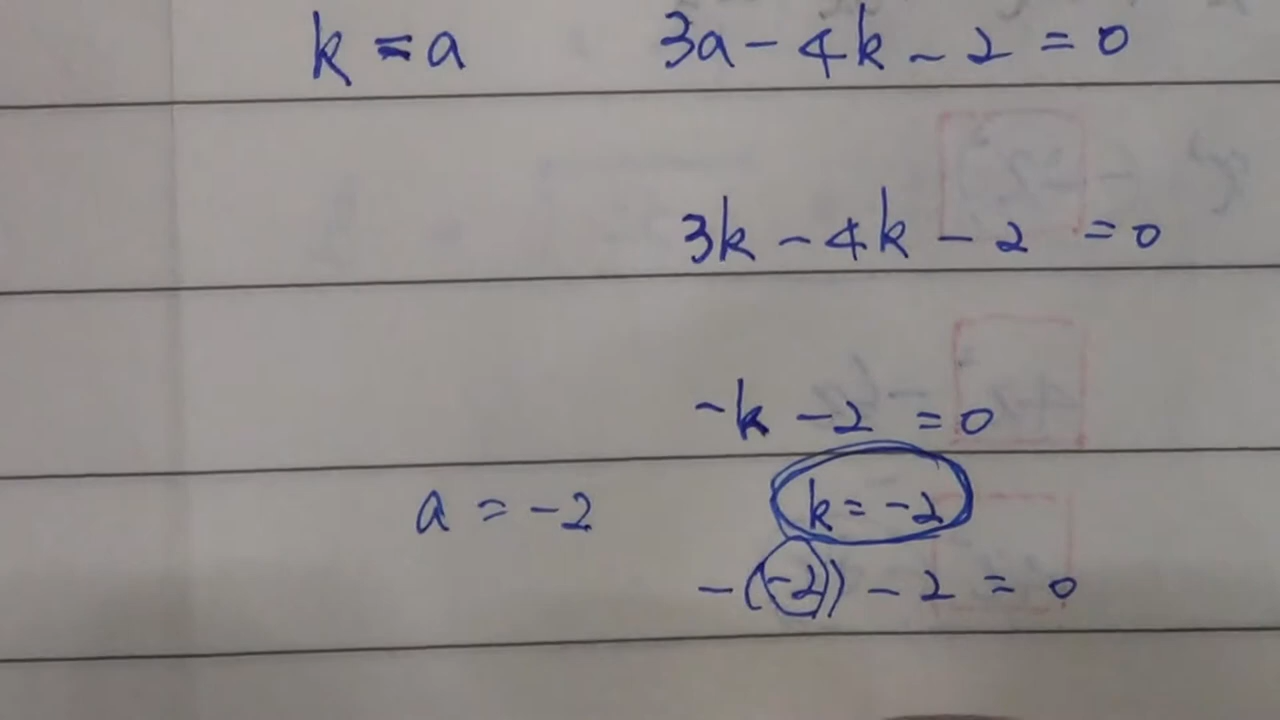 k = a 3a - 4k - 2 = 0
3k - 4k - 2 = 0
-k - 2 = 0
a = -2 k = -2
-(-2) - 2 = 0